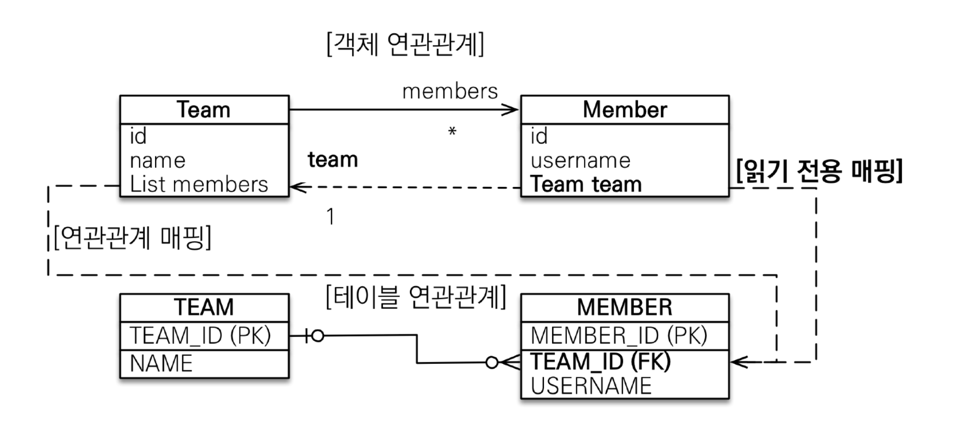 [객체 연관관계]
members
Team
id
name
List members
*
team
1
Member
id
username
Team team
[읽기 전용 매핑]
[연관관계 매핑]
[테이블 연관관계]
TEAM
TEAM_ID (PK)
NAME
MEMBER
MEMBER_ID (PK)
TEAM_ID (FK)
USERNAME